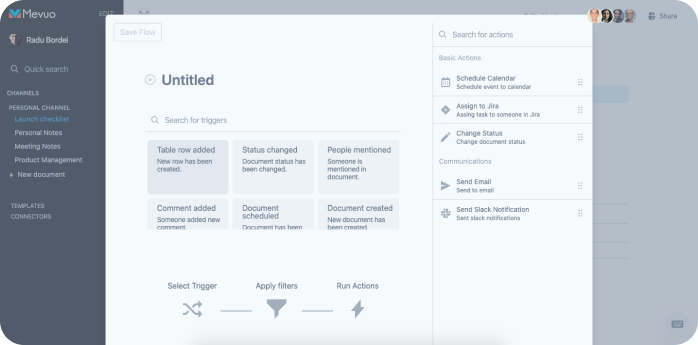 Mevuo
EDIT
Radu Bordei
Quick search
CHANNELS
PERSONAL CHANNEL
Launch checklist
Personal Notes
Meeting Notes
Product Management
+ New document
TEMPLATES
CONNECTORS
Save Flow
Untitled
Search for triggers
Table row added
New row has been
created.
Status changed
Document status has
been changed.
People mentioned
Someone is
mentioned in
document.
Comment added
Someone added new
comment.
Document
scheduled
Document has been
Document created
New document has
been created.
Select Trigger
Apply filters
Run Actions
Search for actions
Basic Actions
Schedule Calendar
Schedule event to calendar
Assign to Jira
Assing task to someone in Jira
Change Status
Change document status
Communications
Send Email
Send to email
Send Slack Notification
Sent slack notifications
Share